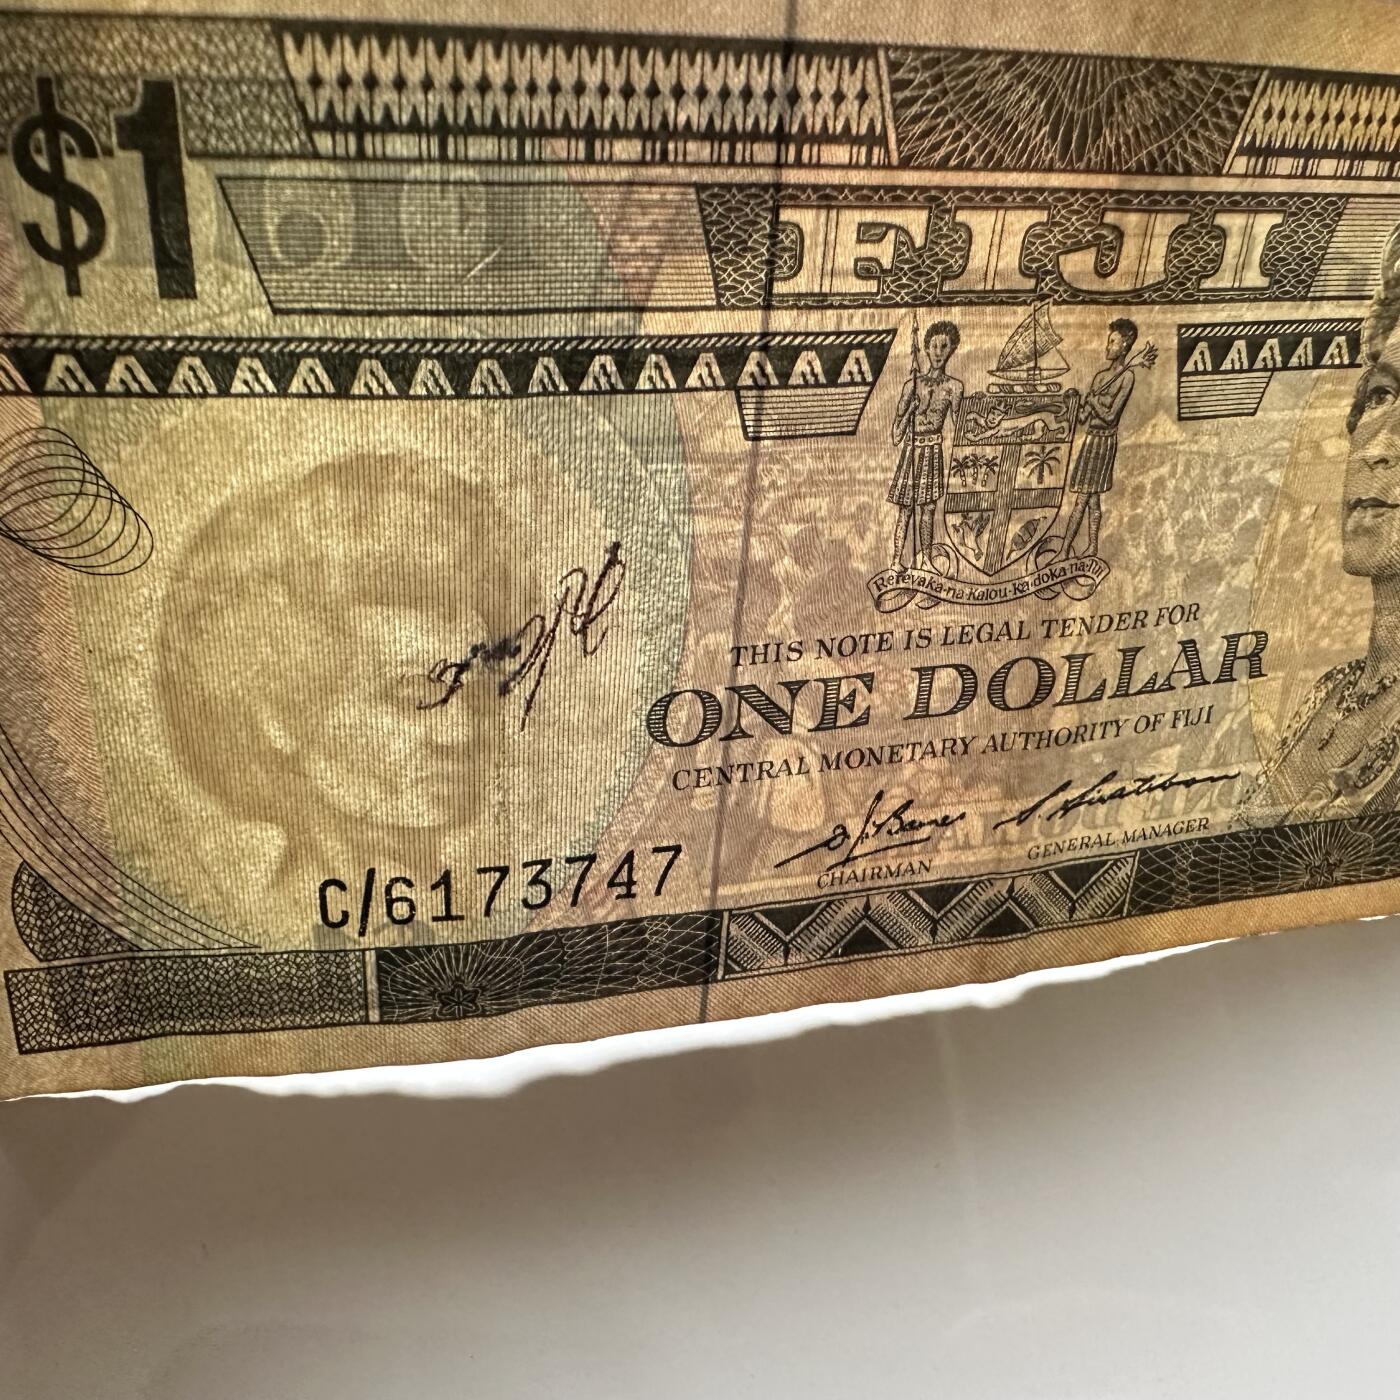 $1
FIJI
Rerevaka·na·Kalou·ka·doka·na·Tui
THIS NOTE IS LEGAL TENDER FOR
ONE DOLLAR
CENTRAL MONETARY AUTHORITY OF FIJI
CHAIRMAN
GENERAL MANAGER
C/6173747